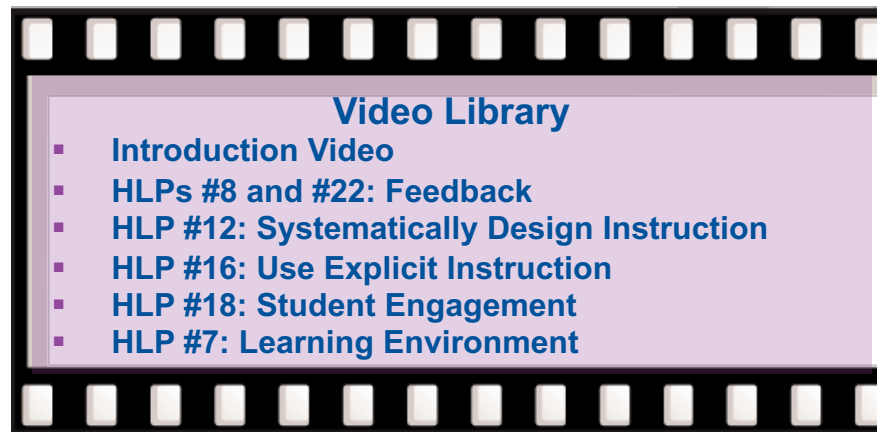 Video Library
▪ Introduction Video
▪ HLPs #8 and #22: Feedback
▪ HLP #12: Systematically Design Instruction
▪ HLP #16: Use Explicit Instruction
▪ HLP #18: Student Engagement
▪ HLP #7: Learning Environment